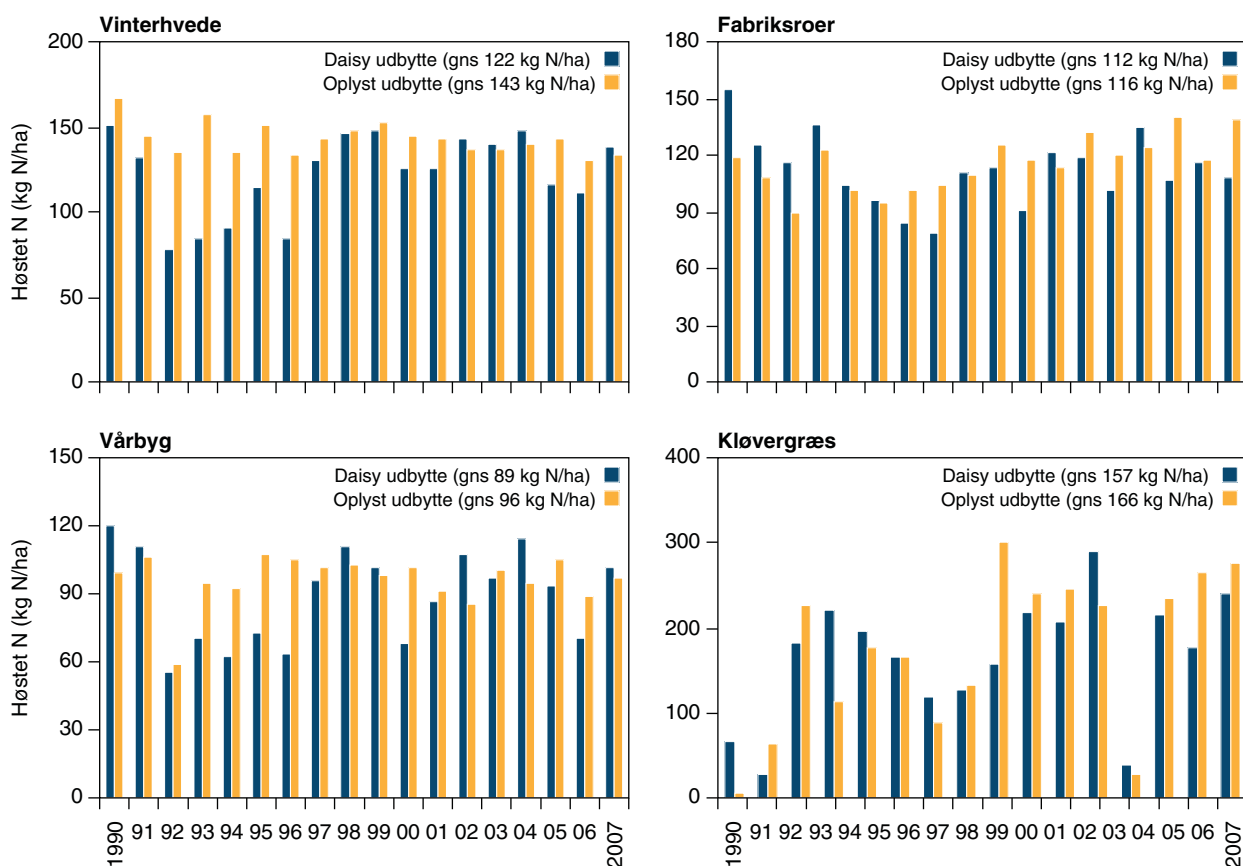 Vinterhvede
Høstet N (kg N/ha)
200
150
100
50
0
Daisy udbytte (gns 122 kg N/ha)
Oplyst udbytte (gns 143 kg N/ha)
Fabriksroer
180
150
120
90
60
30
0
Daisy udbytte (gns 112 kg N/ha)
Oplyst udbytte (gns 116 kg N/ha)
Vårbyg
Høstet N (kg N/ha)
150
120
90
60
30
0
Daisy udbytte (gns 89 kg N/ha)
Oplyst udbytte (gns 96 kg N/ha)
1990 91 92 93 94 95 96 97 98 99 00 01 02 03 04 05 06 2007
Kløvergræs
400
300
200
100
0
Daisy udbytte (gns 157 kg N/ha)
Oplyst udbytte (gns 166 kg N/ha)
1990 91 92 93 94 95 96 97 98 99 00 01 02 03 04 05 06 2007